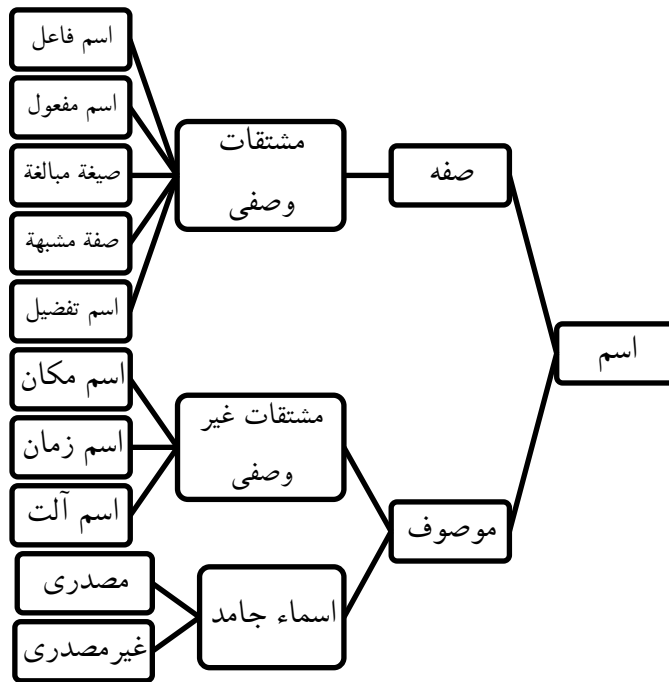 اسم
صفه
مشتقات
وصفی
اسم فاعل
اسم مفعول
صیغة مبالغة
صفة مشبهة
اسم تفضیل
موصوف
مشتقات غیر
وصفی
اسم مکان
اسم زمان
اسم آلت
اسماء جامد
مصدری
غیرمصدری